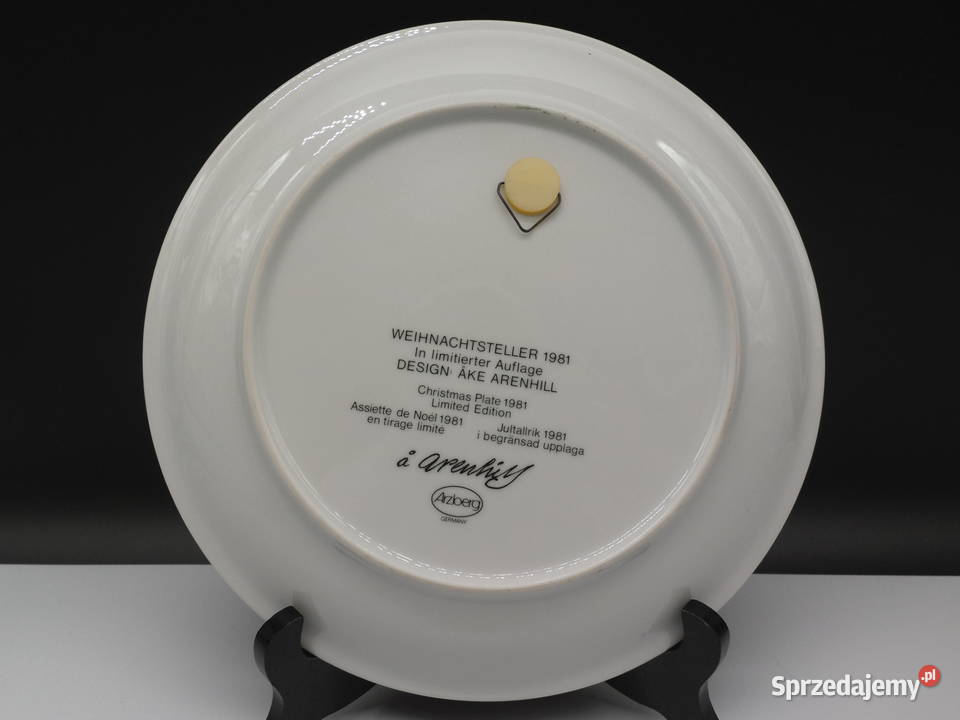 WEIHNACHTSTELLER 1981
In limitierter Auflage
DESIGN: ÅKE ARENHILL
Christmas Plate 1981
Limited Edition
Assiette de Noél 1981
en tirage limité
Jultallrik 1981
i begränsad upplaga
å arenhill
Arzberg
GERMANY
Sprzedajemy.pl